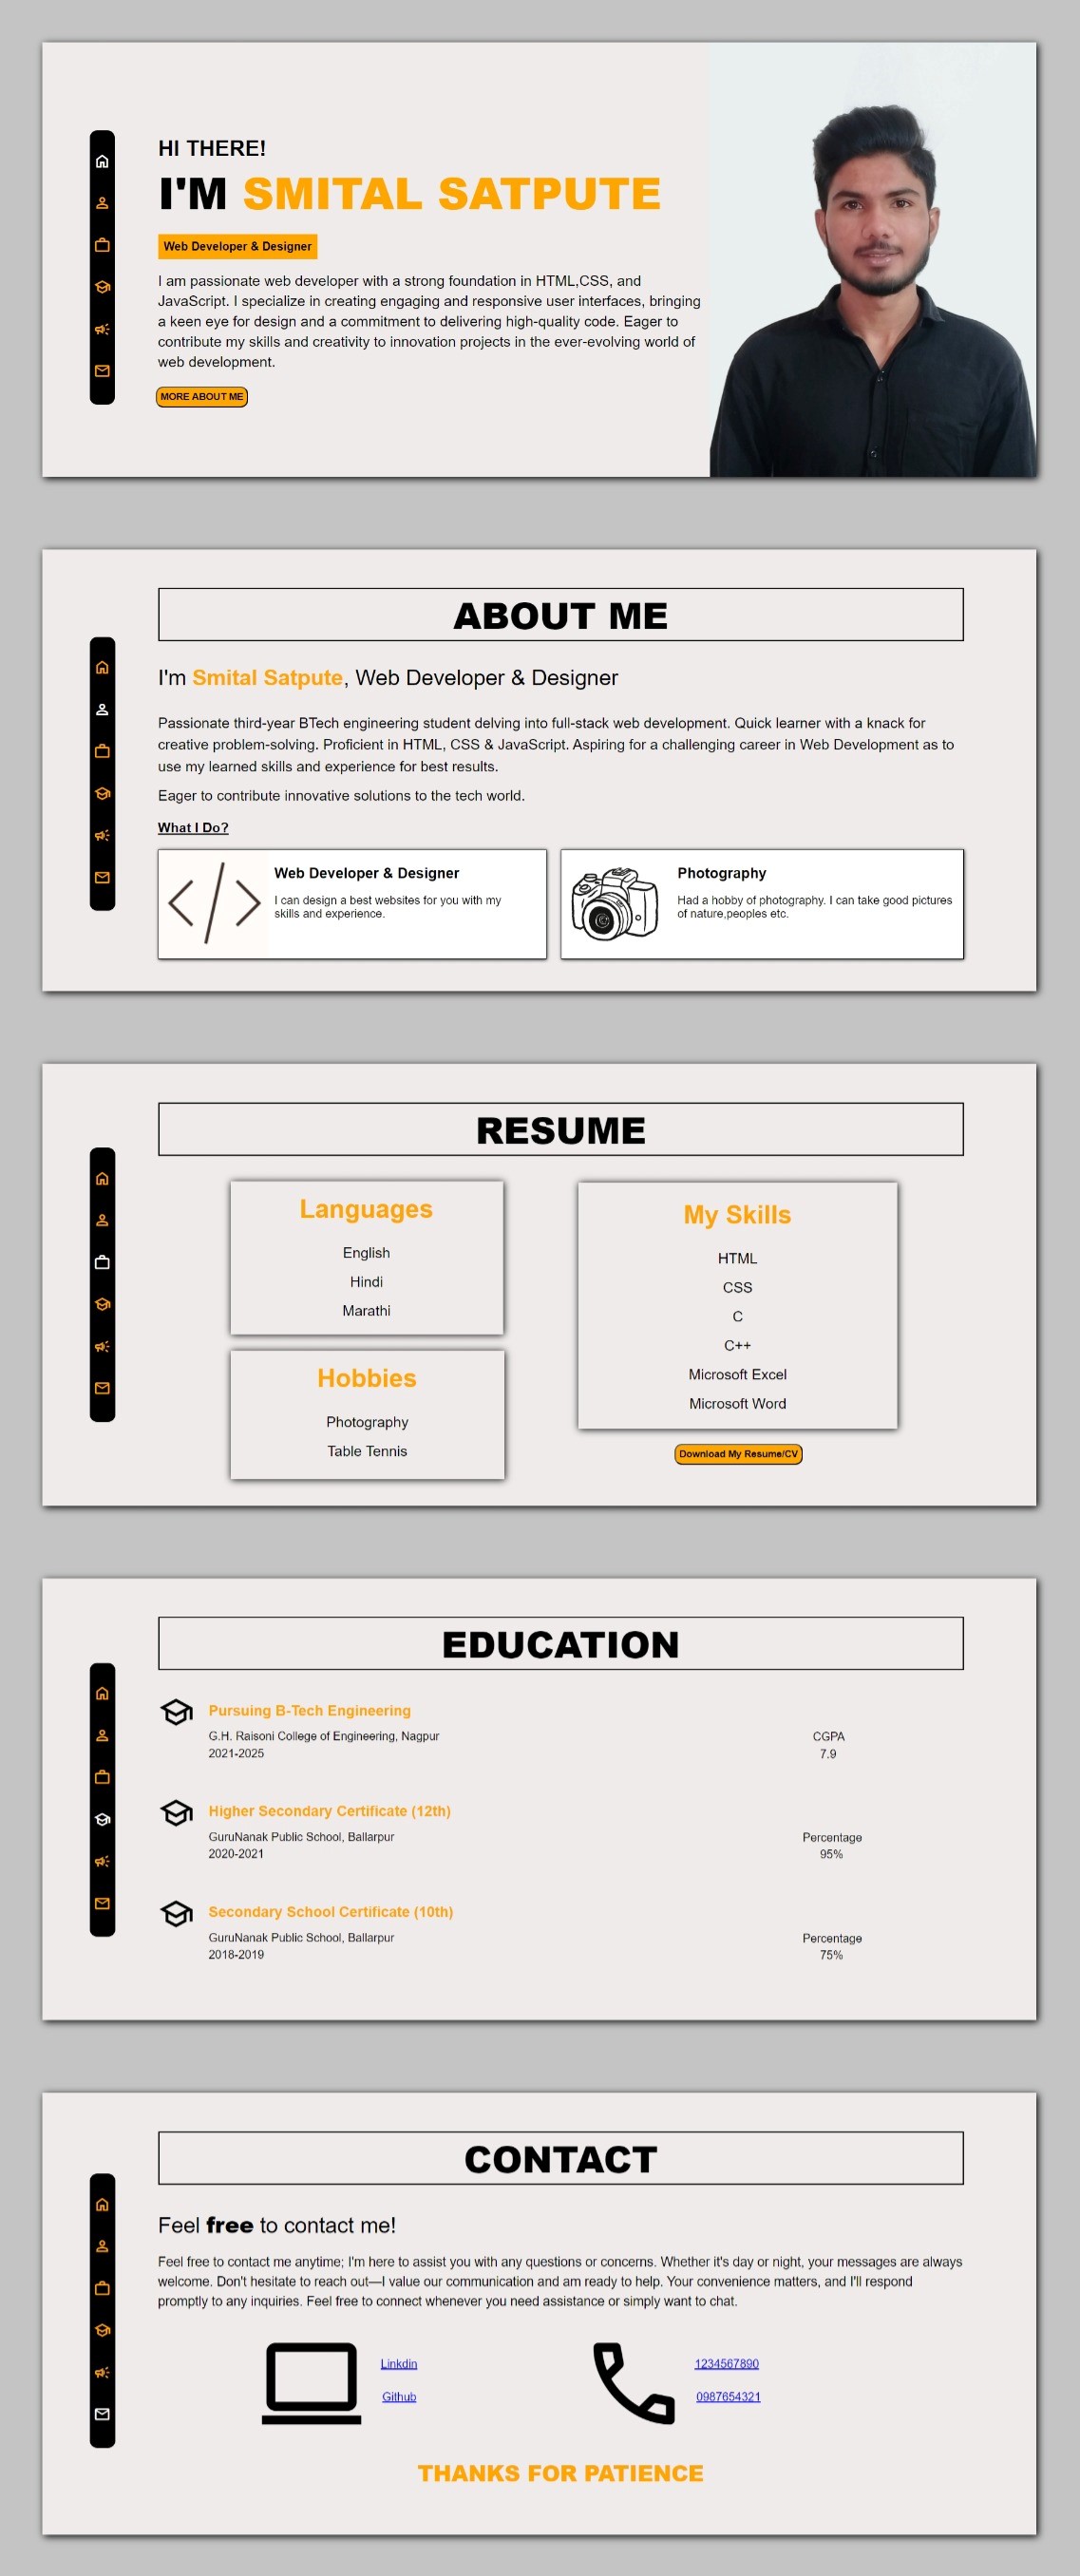 HI THERE!
I'M SMITAL SATPUTE
Web Developer & Designer
I am passionate web developer with a strong foundation in HTML,CSS, and
JavaScript. I specialize in creating engaging and responsive user interfaces, bringing
a keen eye for design and a commitment to delivering high-quality code. Eager to
contribute my skills and creativity to innovation projects in the ever-evolving world of
web development.
MORE ABOUT ME
ABOUT ME
I'm Smital Satpute, Web Developer & Designer
Passionate third-year BTech engineering student delving into full-stack web development. Quick learner with a knack for
creative problem-solving. Proficient in HTML, CSS & JavaScript. Aspiring for a challenging career in Web Development as to
use my learned skills and experience for best results.
Eager to contribute innovative solutions to the tech world.
What I Do?
Web Developer & Designer
I can design a best websites for you with my
skills and experience.
Photography
Had a hobby of photography. I can take good pictures
of nature,peoples etc.
RESUME
Languages
English
Hindi
Marathi
Hobbies
Photography
Table Tennis
My Skills
HTML
CSS
C
C++
Microsoft Excel
Microsoft Word
Download My Resume/CV
EDUCATION
Pursuing B-Tech Engineering
G.H. Raisoni College of Engineering, Nagpur
2021-2025
CGPA
7.9
Higher Secondary Certificate (12th)
GuruNanak Public School, Ballarpur
2020-2021
Percentage
95%
Secondary School Certificate (10th)
GuruNanak Public School, Ballarpur
2018-2019
Percentage
75%
CONTACT
Feel free to contact me!
Feel free to contact me anytime; I'm here to assist you with any questions or concerns. Whether it's day or night, your messages are always
welcome. Don't hesitate to reach out—I value our communication and am ready to help. Your convenience matters, and I'll respond
promptly to any inquiries. Feel free to connect whenever you need assistance or simply want to chat.
Linkdin
Github
1234567890
0987654321
THANKS FOR PATIENCE